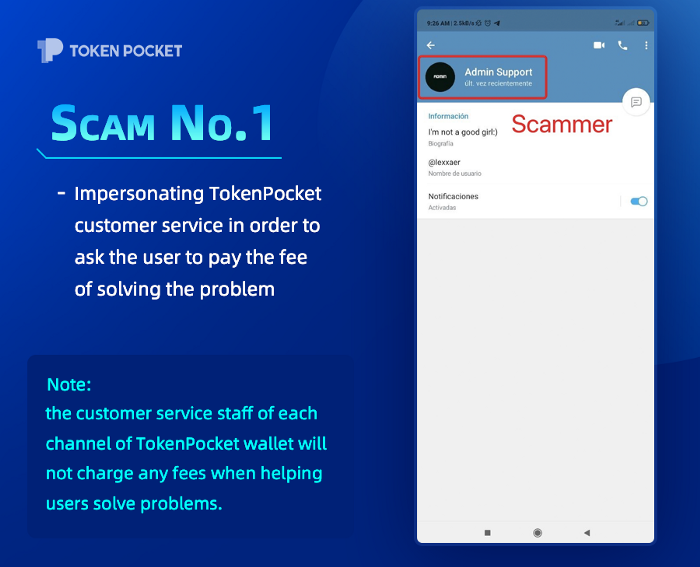 TOKEN POCKET
SCAM NO.1
- Impersonating TokenPocket
customer service in order to
ask the user to pay the fee
of solving the problem
Note:
the customer service staff of each
channel of TokenPocket wallet will
not charge any fees when helping
users solve problems.
9:26 AM | 2.5kB/s
ADMIN
Admin Support
últ. vez recientemente
Información
I'm not a good girl:)
Biografía
Scammer
@lexxaer
Nombre de usuario
Notificaciones
Activadas